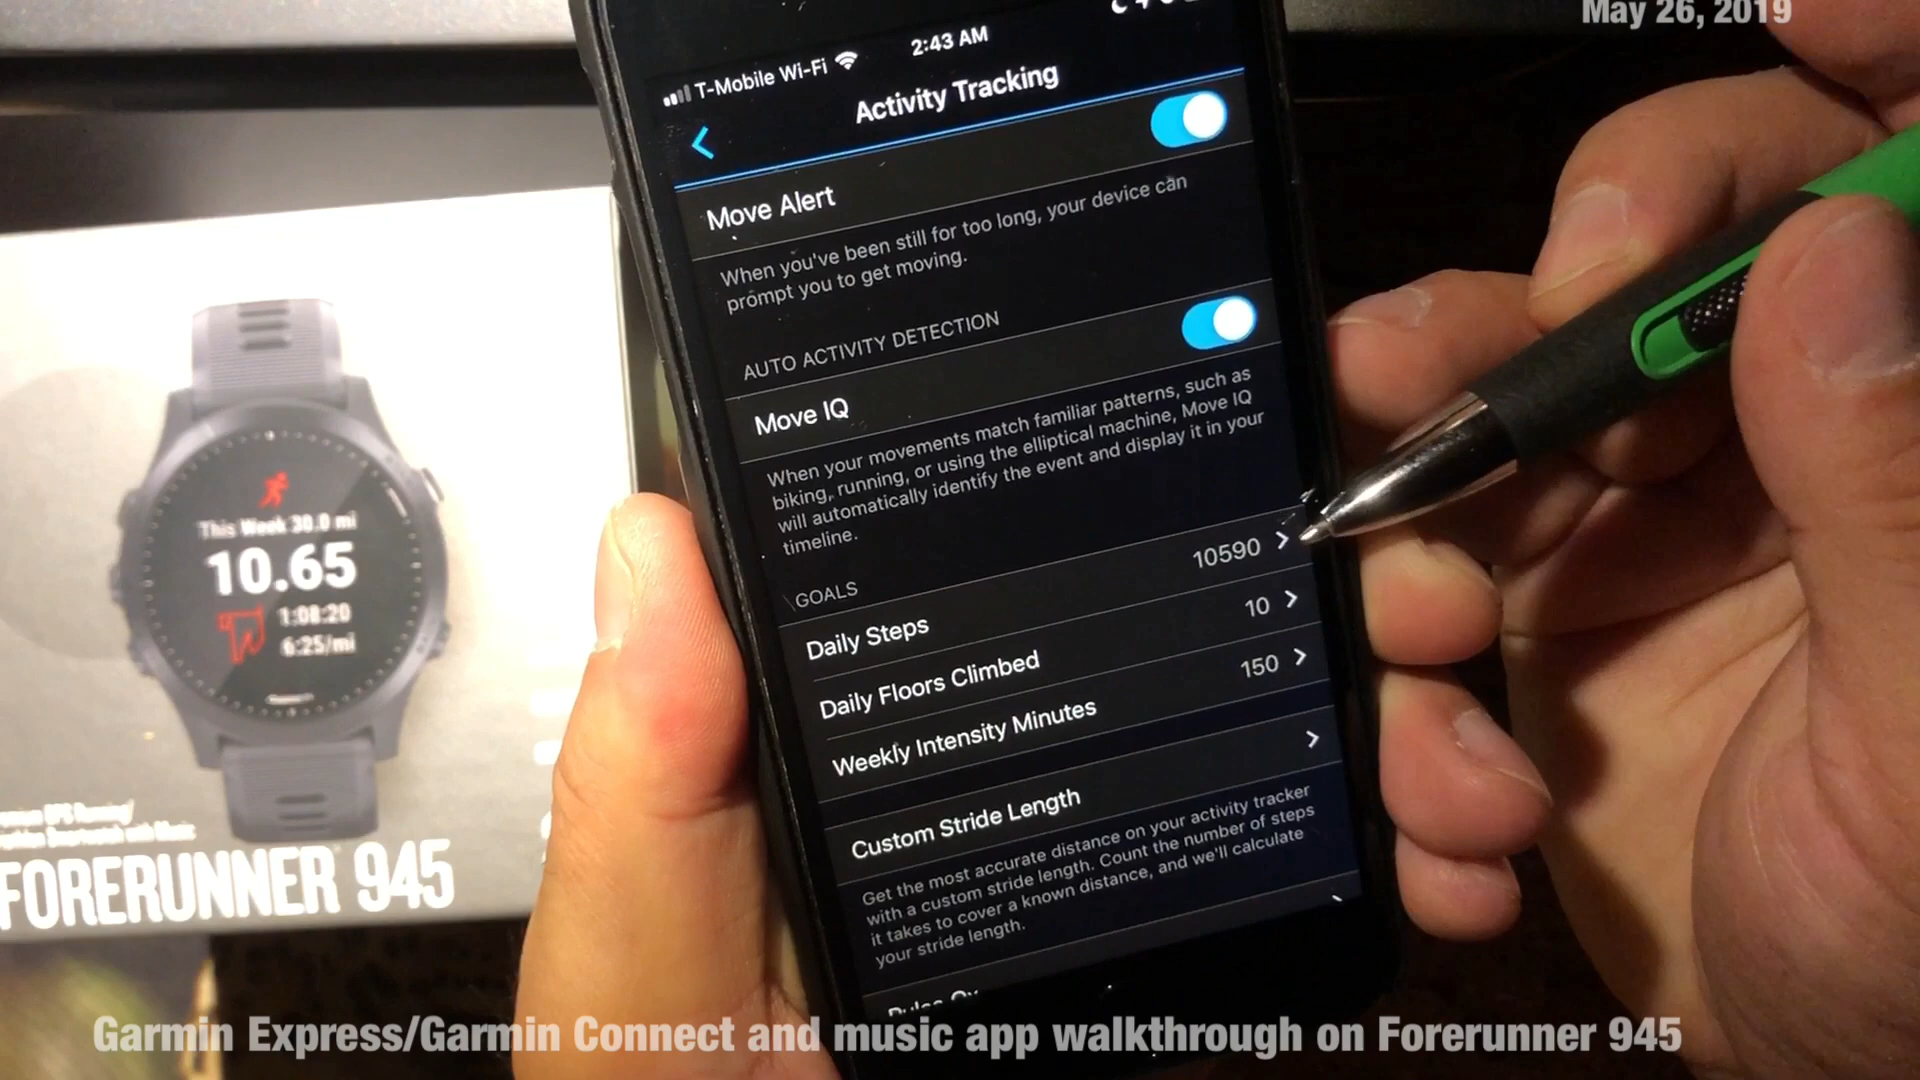 May 26, 2019
T-Mobile Wi-Fi
2:43 AM
Activity Tracking
Move Alert
When you've been still for too long, your device can
prompt you to get moving.
AUTO ACTIVITY DETECTION
Move IQ
When your movements match familiar patterns, such as
biking, running, or using the elliptical machine, Move IQ
will automatically identify the event and display it in your
timeline.
GOALS
Daily Steps 10590
Daily Floors Climbed 10
Weekly Intensity Minutes 150
Custom Stride Length
Get the most accurate distance on your activity tracker
with a custom stride length. Count the number of steps
it takes to cover a known distance, and we'll calculate
your stride length.
This Week 30.0 mi
10.65
1:08:20
6:25/mi
FORERUNNER 945
Garmin Express/Garmin Connect and music app walkthrough on Forerunner 945